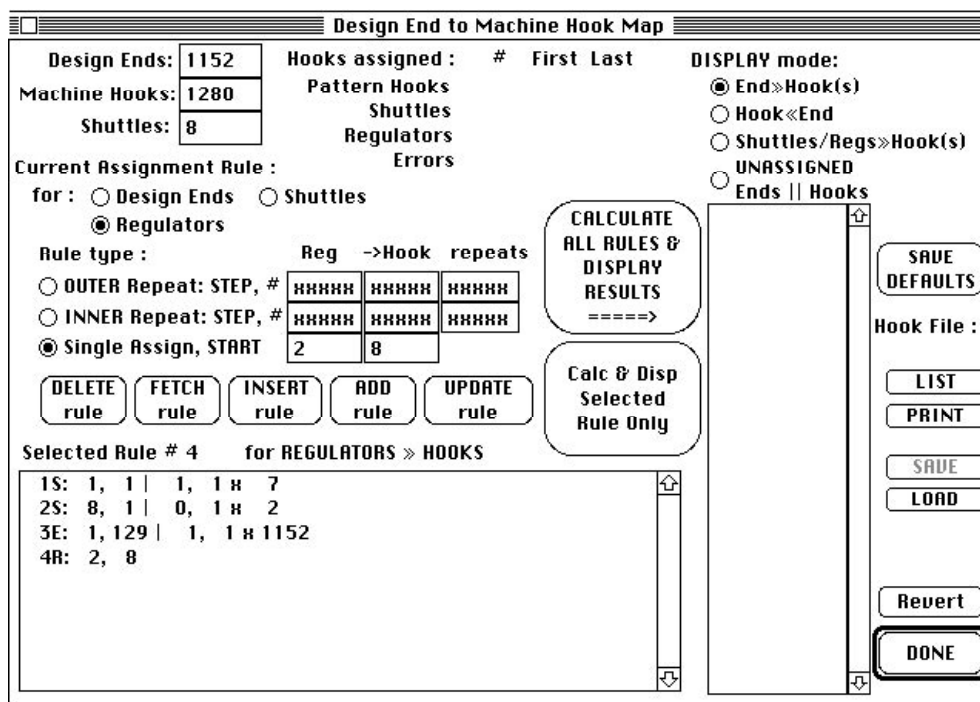 Design End to Machine Hook Map
Design Ends: 1152
Machine Hooks: 1280
Shuttles: 8
Hooks assigned : # First Last
Pattern Hooks
Shuttles
Regulators
Errors
DISPLAY mode:
End»Hook(s)
Hook«End
Shuttles/Regs»Hook(s)
UNASSIGNED
Ends || Hooks
Current Assignment Rule :
for : Design Ends Shuttles
Regulators
Rule type : Reg ->Hook repeats
OUTER Repeat: STEP, # xxxxx xxxxx xxxxx
INNER Repeat: STEP, # xxxxx xxxxx xxxxx
Single Assign, START 2 8
CALCULATE
ALL RULES &
DISPLAY
RESULTS
=====>
Calc & Disp
Selected
Rule Only
DELETE rule
FETCH rule
INSERT rule
ADD rule
UPDATE rule
Selected Rule # 4 for REGULATORS » HOOKS
1S: 1, 1 | 1, 1 x 7
2S: 8, 1 | 0, 1 x 2
3E: 1, 129 | 1, 1 x 1152
4R: 2, 8
SAVE
DEFAULTS
Hook File :
LIST
PRINT
SAVE
LOAD
Revert
DONE